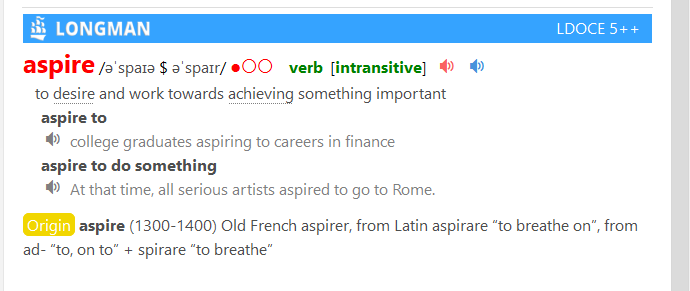 LONGMAN LDOCE 5++
aspire /əˈspaɪə $ əˈspaɪr/ ●○○ verb [intransitive]
to desire and work towards achieving something important
aspire to
college graduates aspiring to careers in finance
aspire to do something
At that time, all serious artists aspired to go to Rome.
Origin aspire (1300-1400) Old French aspirer, from Latin aspirare “to breathe on”, from
ad- “to, on to” + spirare “to breathe”